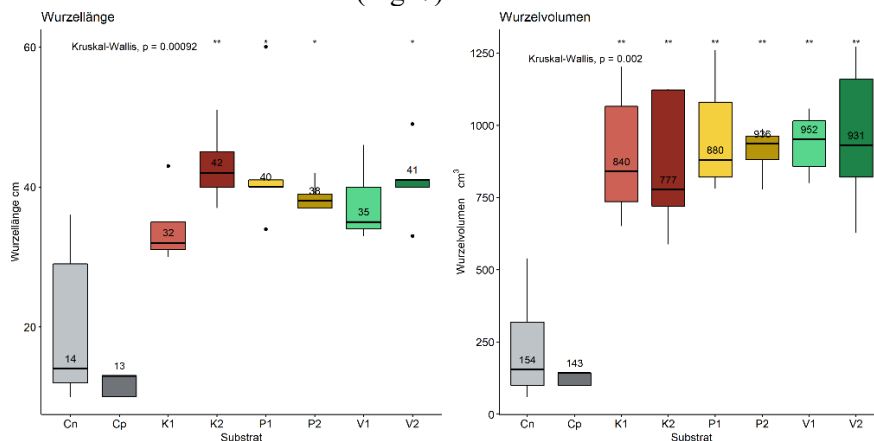 Wurzellänge
60
40
20
Wurzellänge cm
Kruskal-Wallis, p = 0.00092
** * * *
14
13
32
42
40
38
35
41
Cn Cp K1 K2 P1 P2 V1 V2
Substrat
Wurzelvolumen
1250
1000
750
500
250
0
Wurzelvolumen cm³
** ** ** ** ** **
Kruskal-Wallis, p = 0.002
154
143
840
777
880
936
952
931
Cn Cp K1 K2 P1 P2 V1 V2
Substrat